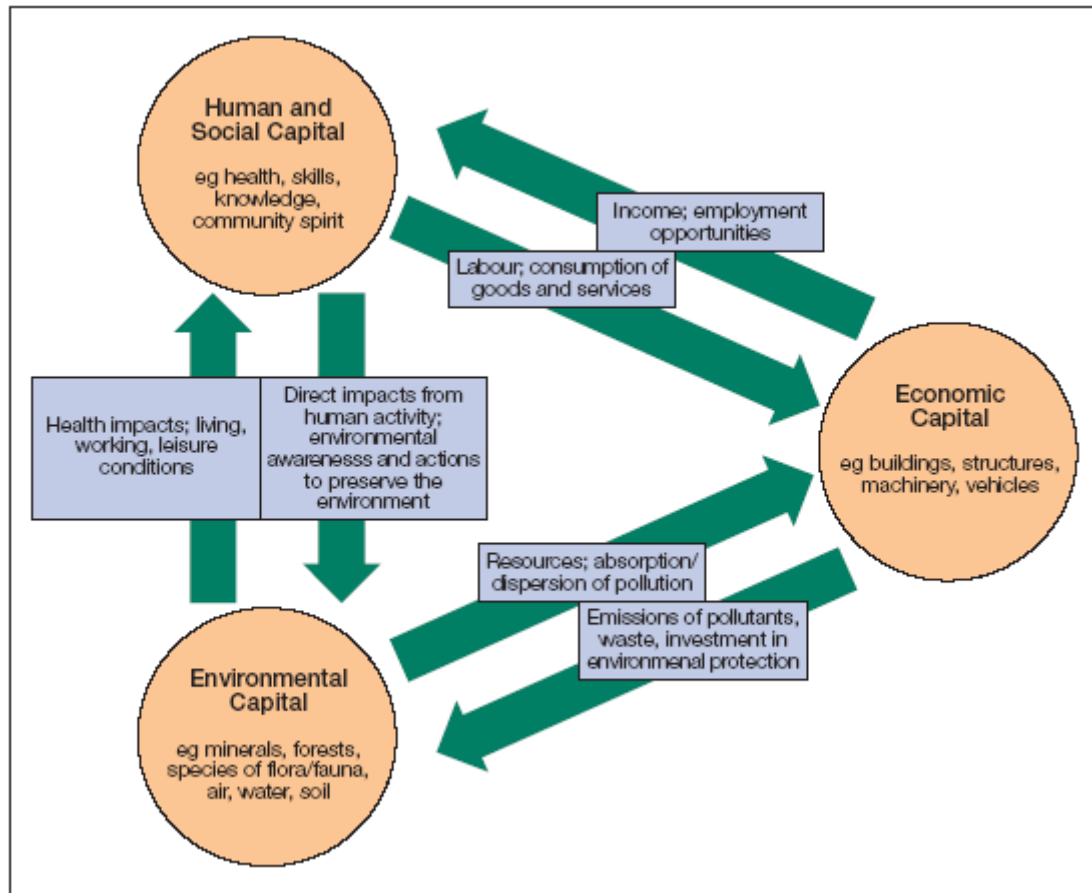 Human and
Social Capital
eg health, skills,
knowledge,
community spirit
Income; employment
opportunities
Labour; consumption of
goods and services
Health impacts; living,
working, leisure
conditions
Direct impacts from
human activity;
environmental
awarenesss and actions
to preserve the
environment
Economic
Capital
eg buildings, structures,
machinery, vehicles
Resources; absorption/
dispersion of pollution
Emissions of pollutants,
waste, investment in
environmenal protection
Environmental
Capital
eg minerals, forests,
species of flora/fauna,
air, water, soil